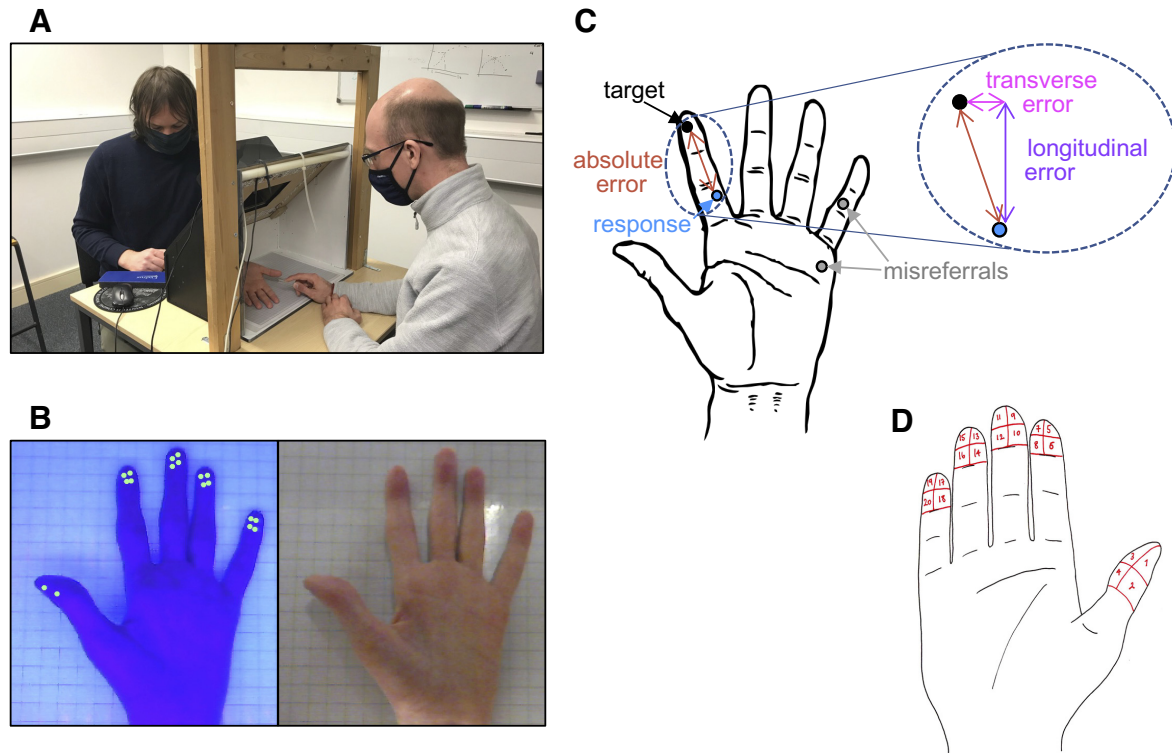 A
B
C
target
absolute
error
response
transverse
error
longitudinal
error
misreferrals
D
11 9
12 10
15 13
16 14
7 5
8 6
19 17
20 18
3
4 1
2